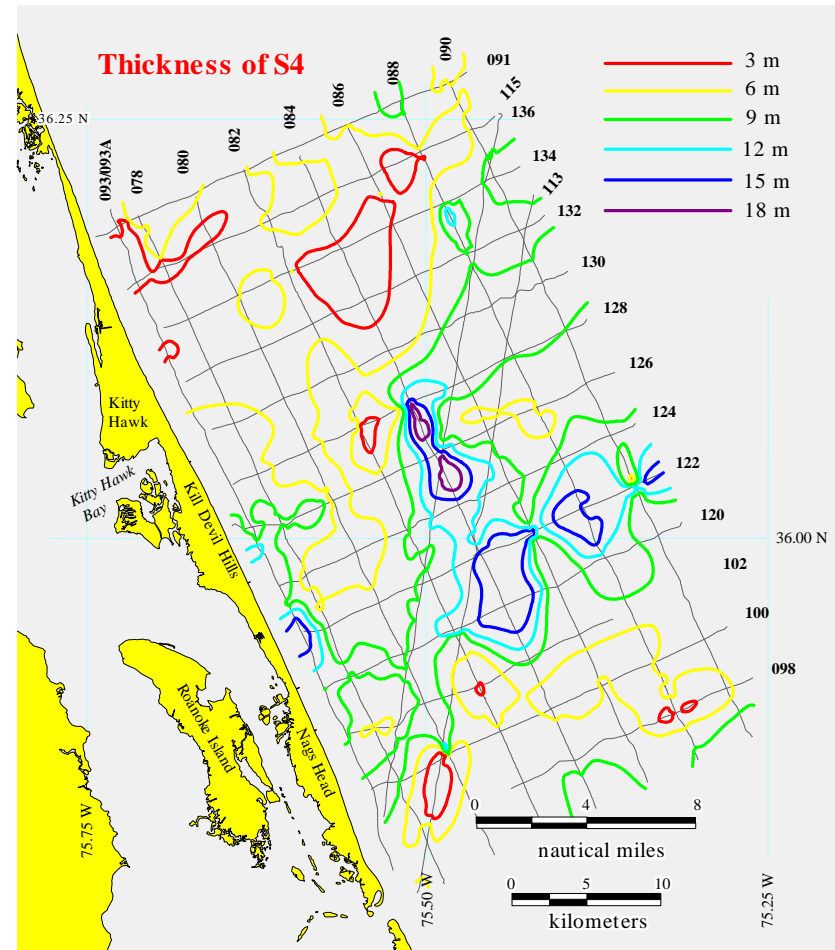 Thickness of S4
3 m
6 m
9 m
12 m
15 m
18 m
36.25 N
093/093A
078
080
082
084
086
088
090
091
115
136
134
113
132
130
128
126
124
122
120
36.00 N
102
100
098
Kitty
Hawk
Kitty Hawk
Bay
Kill Devil Hills
Roanoke Island
Nags Head
75.75 W
75.50 W
75.25 W
0 4 8
nautical miles
0 5 10
kilometers